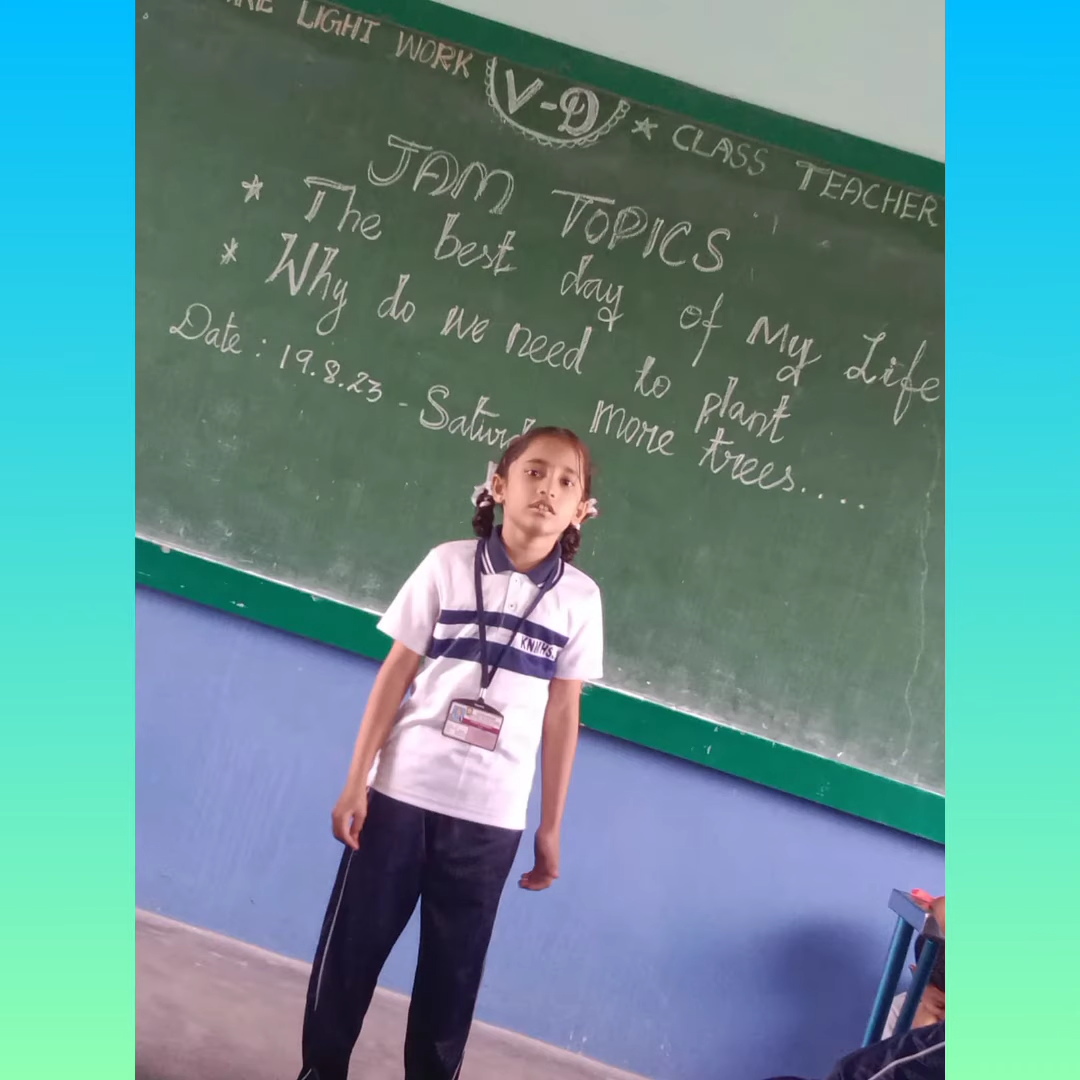 LIGHT WORK
V-D
★ CLASS TEACHER
JAM TOPICS
* The best day of My Life
* Why do we need to plant
more trees....
Date : 19.8.23 -